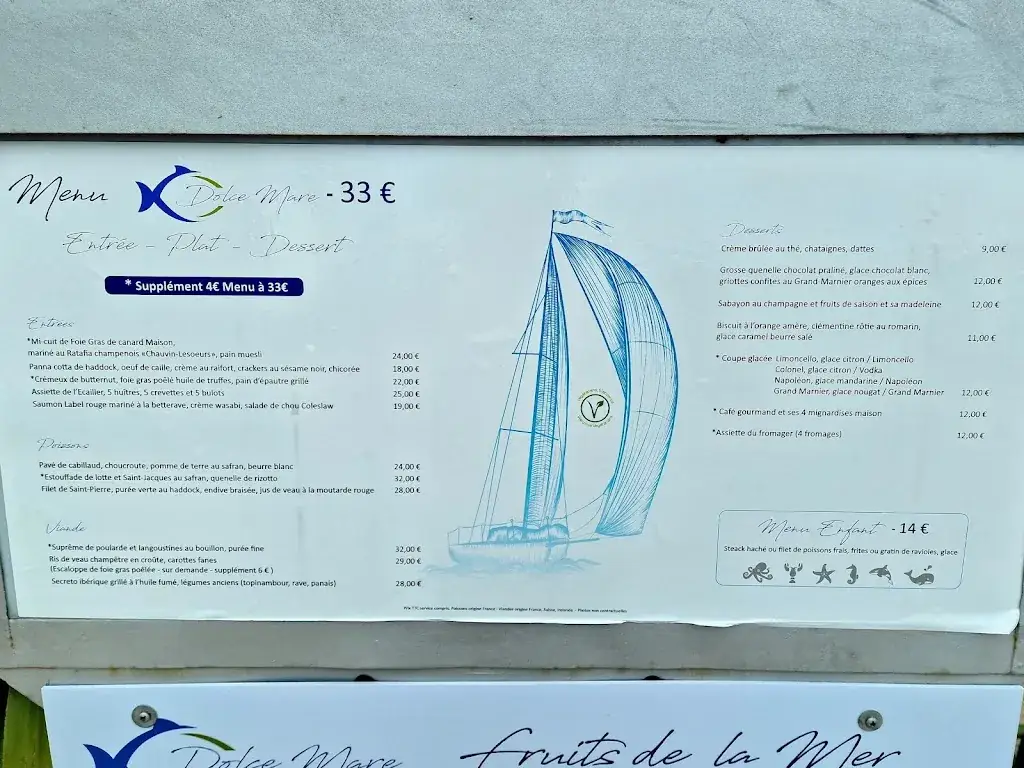 Menu Dolce Mare - 33 €
Entrée - Plat - Dessert
* Supplément 4€ Menu à 33€
Entrées
*Mi-cuit de Foie Gras de canard Maison,
mariné au Ratafia champenois «Chauvin-Lesoeurs», pain muesli 24,00 €
Panna cotta de haddock, oeuf de caille, crème au raifort, crackers au sésame noir, chicorée 18,00 €
*Crémeux de butternut, foie gras poêlé huile de truffes, pain d'épautre grillé 22,00 €
Assiette de l'Ecailler, 5 huîtres, 5 crevettes et 5 bulots 25,00 €
Saumon Label rouge mariné à la betterave, crème wasabi, salade de chou Coleslaw 19,00 €
Poissons
Pavé de cabillaud, choucroute, pomme de terre au safran, beurre blanc 24,00 €
*Estouffade de lotte et Saint-Jacques au safran, quenelle de rizotto 32,00 €
Filet de Saint-Pierre, purée verte au haddock, endive braisée, jus de veau à la moutarde rouge 28,00 €
Viande
*Suprême de poularde et langoustines au bouillon, purée fine 32,00 €
Ris de veau champêtre en croûte, carottes fanes 29,00 €
(Escaloppe de foie gras poêlée - sur demande - supplément 6 € )
Secreto ibérique grillé à l'huile fumé, légumes anciens (topinambour, rave, panais) 28,00 €
Desserts
Crème brûlée au thé, chataignes, dattes 9,00 €
Grosse quenelle chocolat praliné, glace chocolat blanc,
griottes confites au Grand Marnier oranges aux épices 12,00 €
Sabayon au champagne et fruits de saison et sa madeleine 12,00 €
Biscuit à l'orange amère, clémentine rôtie au romarin,
glace caramel beurre salé 11,00 €
* Coupe glacée Limoncello, glace citron / Limoncello
Colonel, glace citron / Vodka
Napoléon, glace mandarine / Napoléon
Grand Marnier, glace nougat / Grand Marnier 12,00 €
* Café gourmand et ses 4 mignardises maison 12,00 €
*Assiette du fromager (4 fromages) 12,00 €
Menu Enfant - 14 €
Steack haché ou filet de poissons frais, frites ou gratin de ravioles, glace
Dolce Mare
Fruits de la Mer